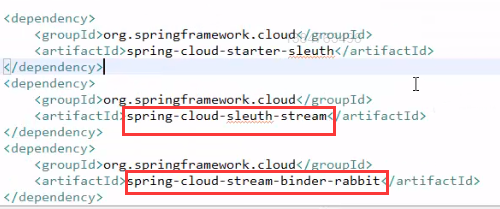 <dependency>
<groupId>org.springframework.cloud</groupId>
<artifactId>spring-cloud-starter-sleuth</artifactId>
</dependency>
<dependency>
<groupId>org.springframework.cloud</groupId>
<artifactId>spring-cloud-sleuth-stream</artifactId>
</dependency>
<dependency>
<groupId>org.springframework.cloud</groupId>
<artifactId>spring-cloud-stream-binder-rabbit</artifactId>
</dependency>